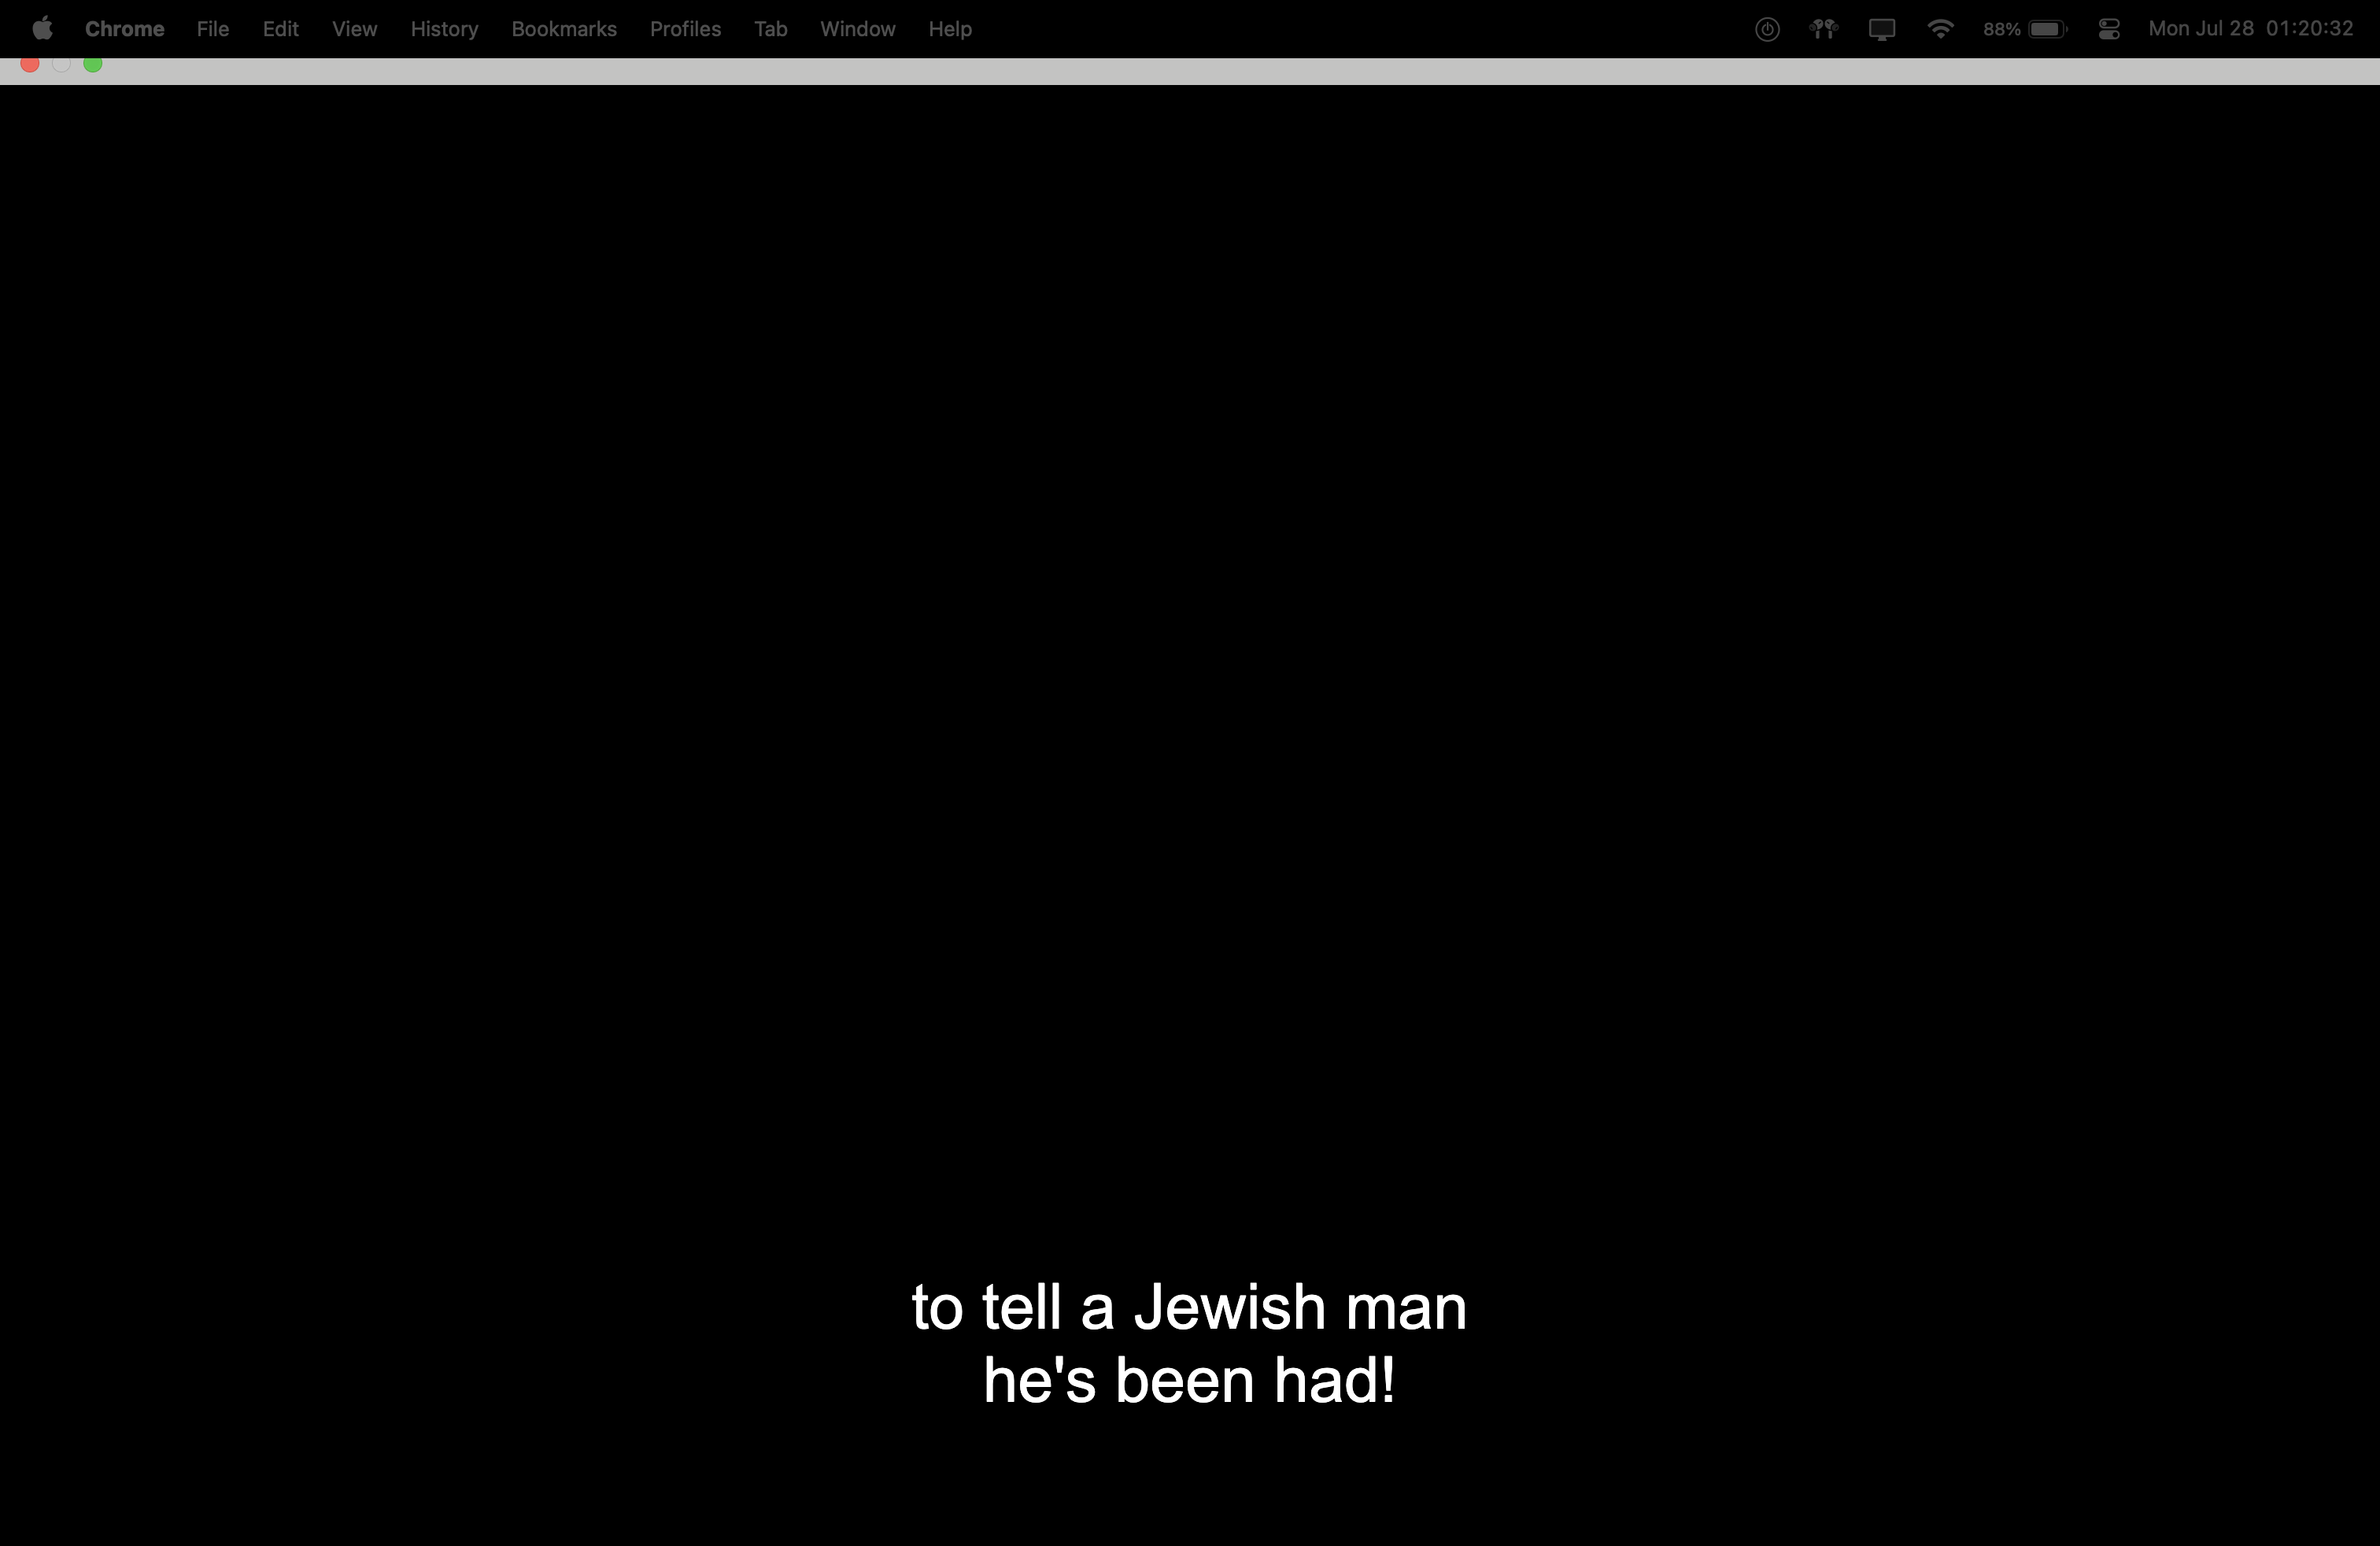 Chrome File Edit View History Bookmarks Profiles Tab Window Help 88% Mon Jul 28 01:20:32
to tell a Jewish man
he's been had!